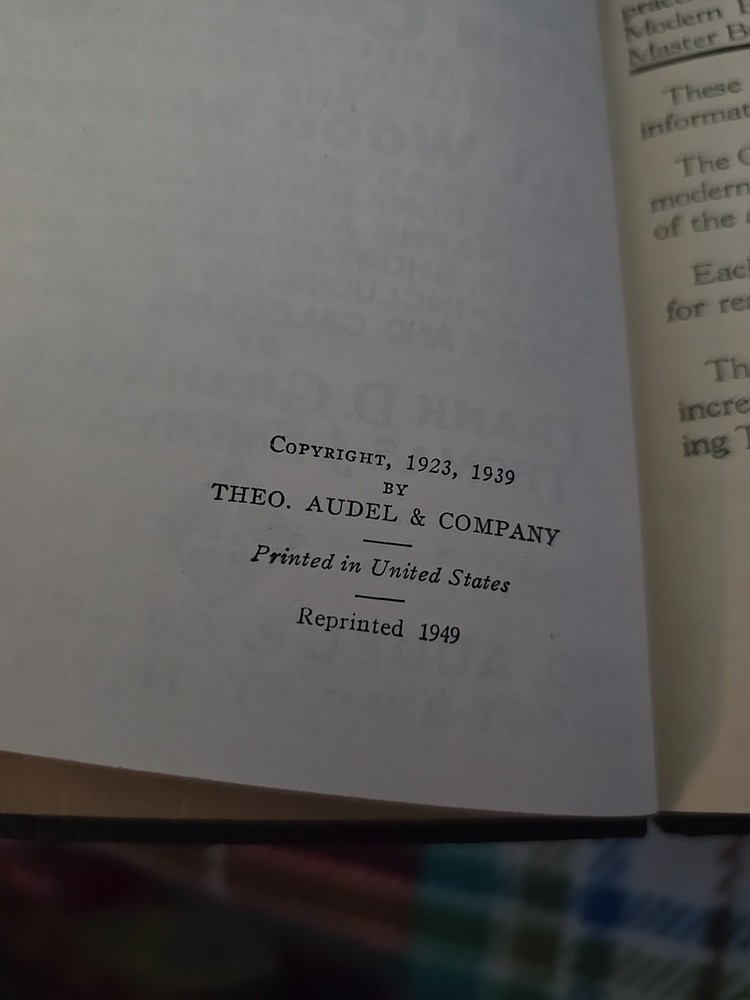 COPYRIGHT, 1923, 1939
BY
THEO. AUDEL & COMPANY
Printed in United States
Reprinted 1949
Modern
Master
These
informat
The
modern
of the
Each
for rea
Th
incre
ing T